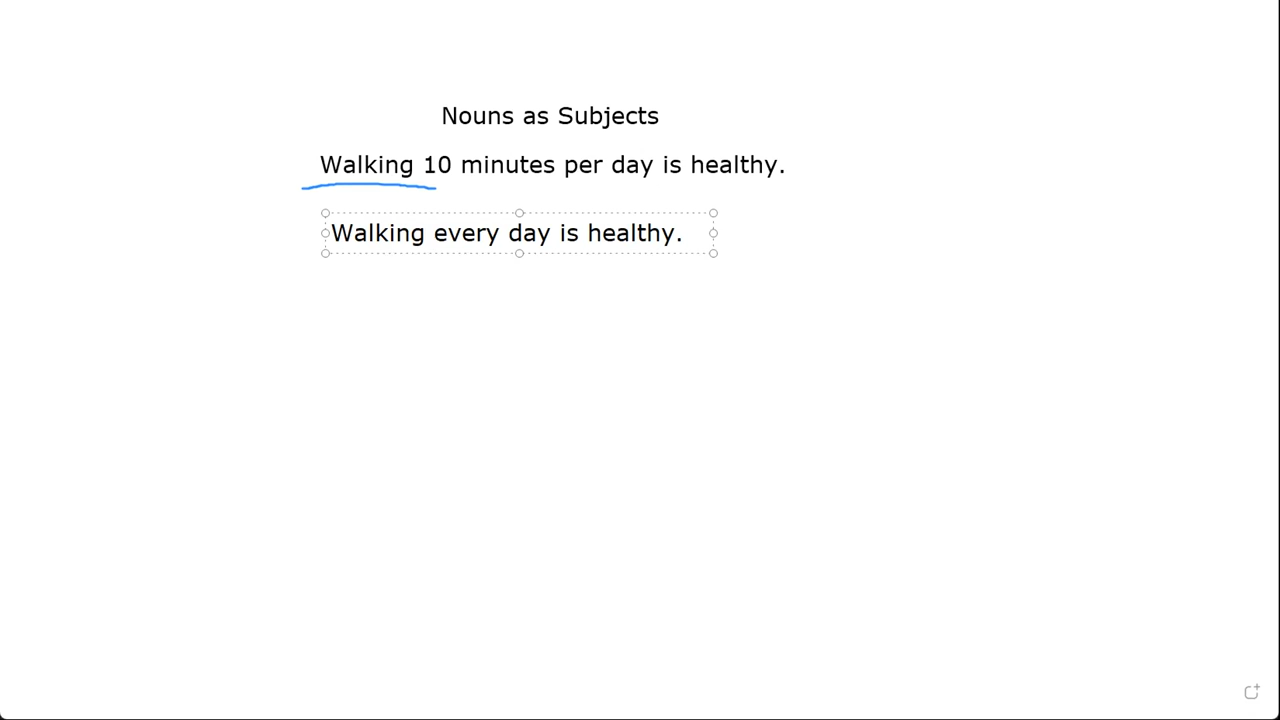 Nouns as Subjects
Walking 10 minutes per day is healthy.
Walking every day is healthy.